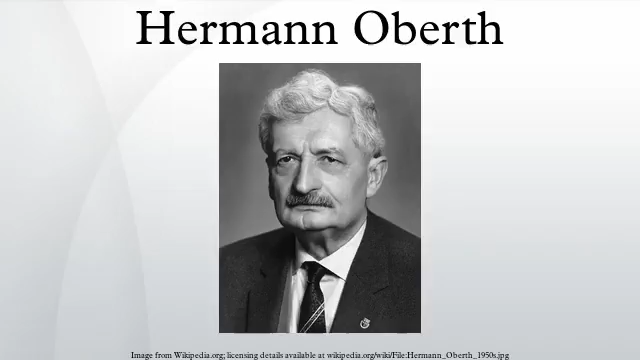 Hermann Oberth
Image from Wikipedia.org; licensing details available at wikipedia.org/wiki/File:Hermann_Oberth_1950s.jpg